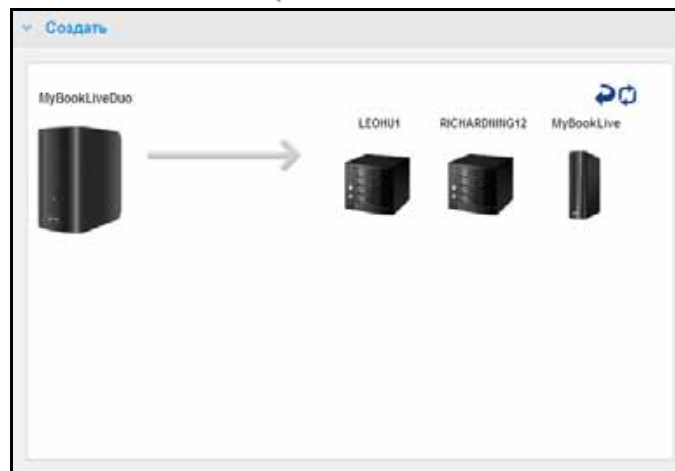 Создать
MyBookLiveDuo
LEOHU1 RICHARDNING12 MyBookLive